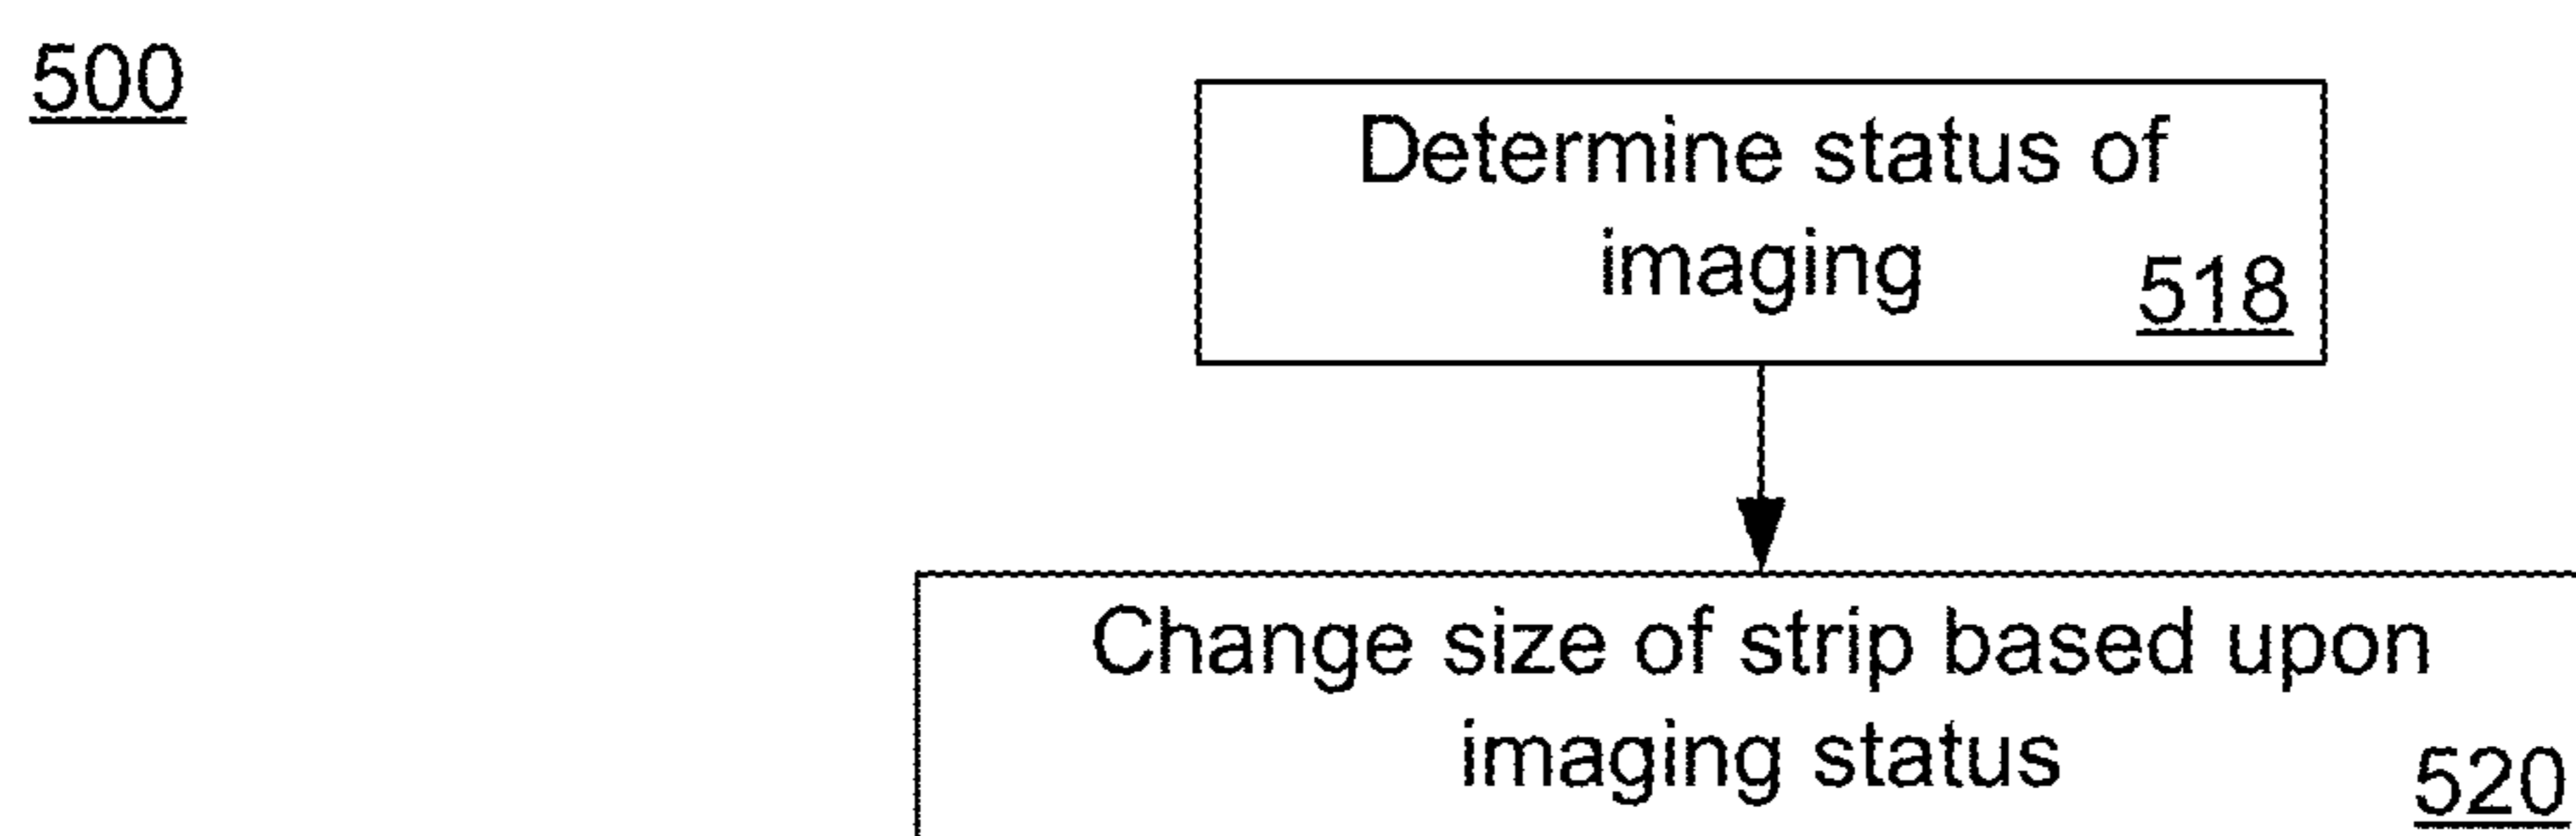 500
Determine status of
imaging
518
Change size of strip based upon
imaging status
520